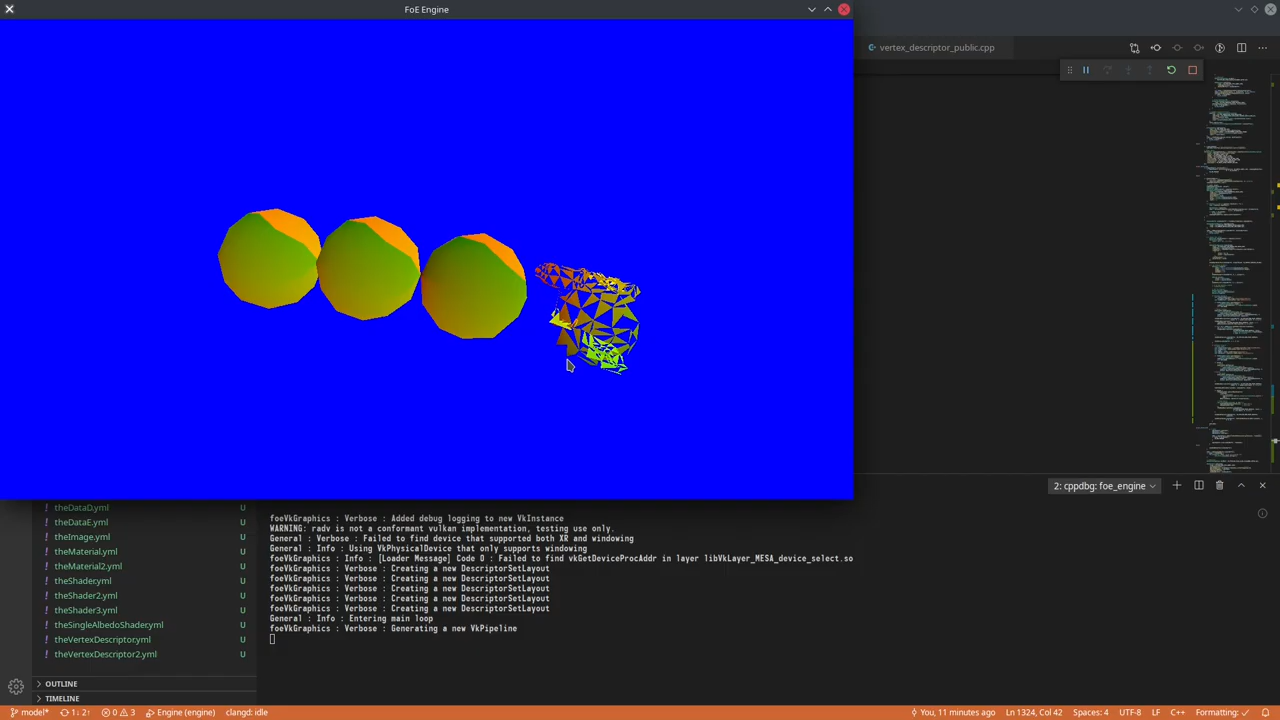 FoE Engine
vertex_descriptor_public.cpp
2: cppdbg: foe_engine
theDataD.yml U
theDataE.yml U
theImage.yml U
theMaterial.yml U
theMaterial2.yml U
theShader.yml U
theShader2.yml U
theShader3.yml U
theSingleAlbedoShader.yml U
theVertexDescriptor.yml U
theVertexDescriptor2.yml U
OUTLINE
TIMELINE
foeVkGraphics : Verbose : Added debug logging to new VkInstance
WARNING: radv is not a conformant vulkan implementation, testing use only.
General : Verbose : Failed to find device that supported both XR and windowing
General : Info : Using VkPhysicalDevice that only supports windowing
foeVkGraphics : Info : [Loader Message] Code 0 : Failed to find vkGetDeviceProcAddr in layer libVkLayer_MESA_device_select.so
foeVkGraphics : Verbose : Creating a new DescriptorSetLayout
foeVkGraphics : Verbose : Creating a new DescriptorSetLayout
foeVkGraphics : Verbose : Creating a new DescriptorSetLayout
foeVkGraphics : Verbose : Creating a new DescriptorSetLayout
foeVkGraphics : Verbose : Creating a new DescriptorSetLayout
General : Info : Entering main loop
foeVkGraphics : Verbose : Generating a new VkPipeline
model* 1↓ 2↑ 0 3 Engine (engine) clangd: idle You, 11 minutes ago Ln 1324, Col 42 Spaces: 4 UTF-8 LF C++ Formatting: ✓